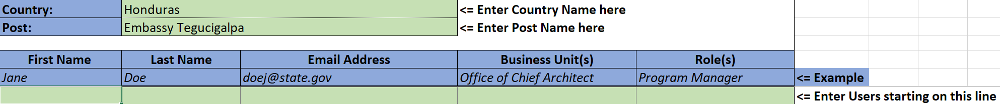 Country: Honduras <= Enter Country Name here
Post: Embassy Tegucigalpa <= Enter Post Name here
First Name Last Name Email Address Business Unit(s) Role(s)
Jane Doe doej@state.gov Office of Chief Architect Program Manager <= Example
<= Enter Users starting on this line